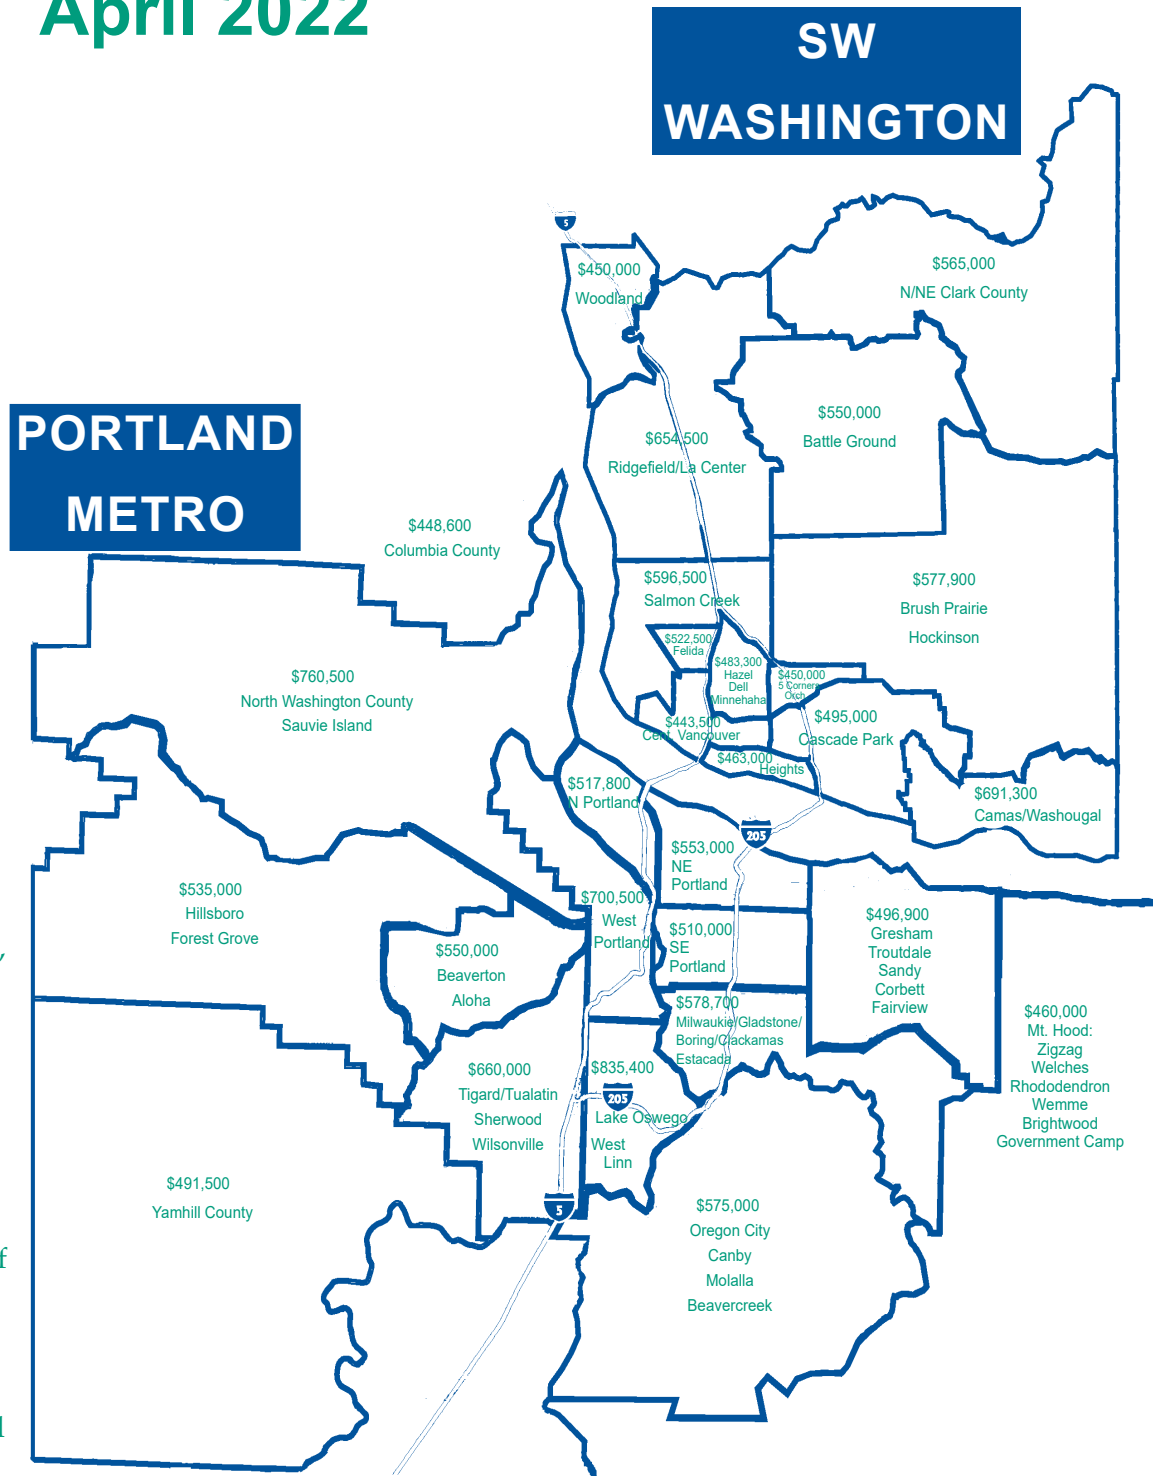 April 2022
SW
WASHINGTON
5
$450,000
Woodland
$565,000
N/NE Clark County
$550,000
Battle Ground
$654,500
Ridgefield/La Center
PORTLAND
METRO
$448,600
Columbia County
$596,500
Salmon Creek
$577,900
Brush Prairie
Hockinson
$522,500
Felida
$483,300
Hazel
Dell
Minnehaha
$450,000
5 Corners
Orch.
$443,500
Cent. Vancouver
$495,000
Cascade Park
$463,000
Heights
$691,300
Camas/Washougal
$760,500
North Washington County
Sauvie Island
$517,800
N Portland
205
$553,000
NE
Portland
$535,000
Hillsboro
Forest Grove
$700,500
West
Portland
$510,000
SE
Portland
$496,900
Gresham
Troutdale
Sandy
Corbett
Fairview
$550,000
Beaverton
Aloha
$578,700
Milwaukie/Gladstone/
Boring/Clackamas
Estacada
$460,000
Mt. Hood:
Zigzag
Welches
Rhododendron
Wemme
Brightwood
Government Camp
$660,000
Tigard/Tualatin
Sherwood
Wilsonville
$835,400
205
Lake Oswego
West
Linn
$491,500
Yamhill County
5
$575,000
Oregon City
Canby
Molalla
Beavercreek